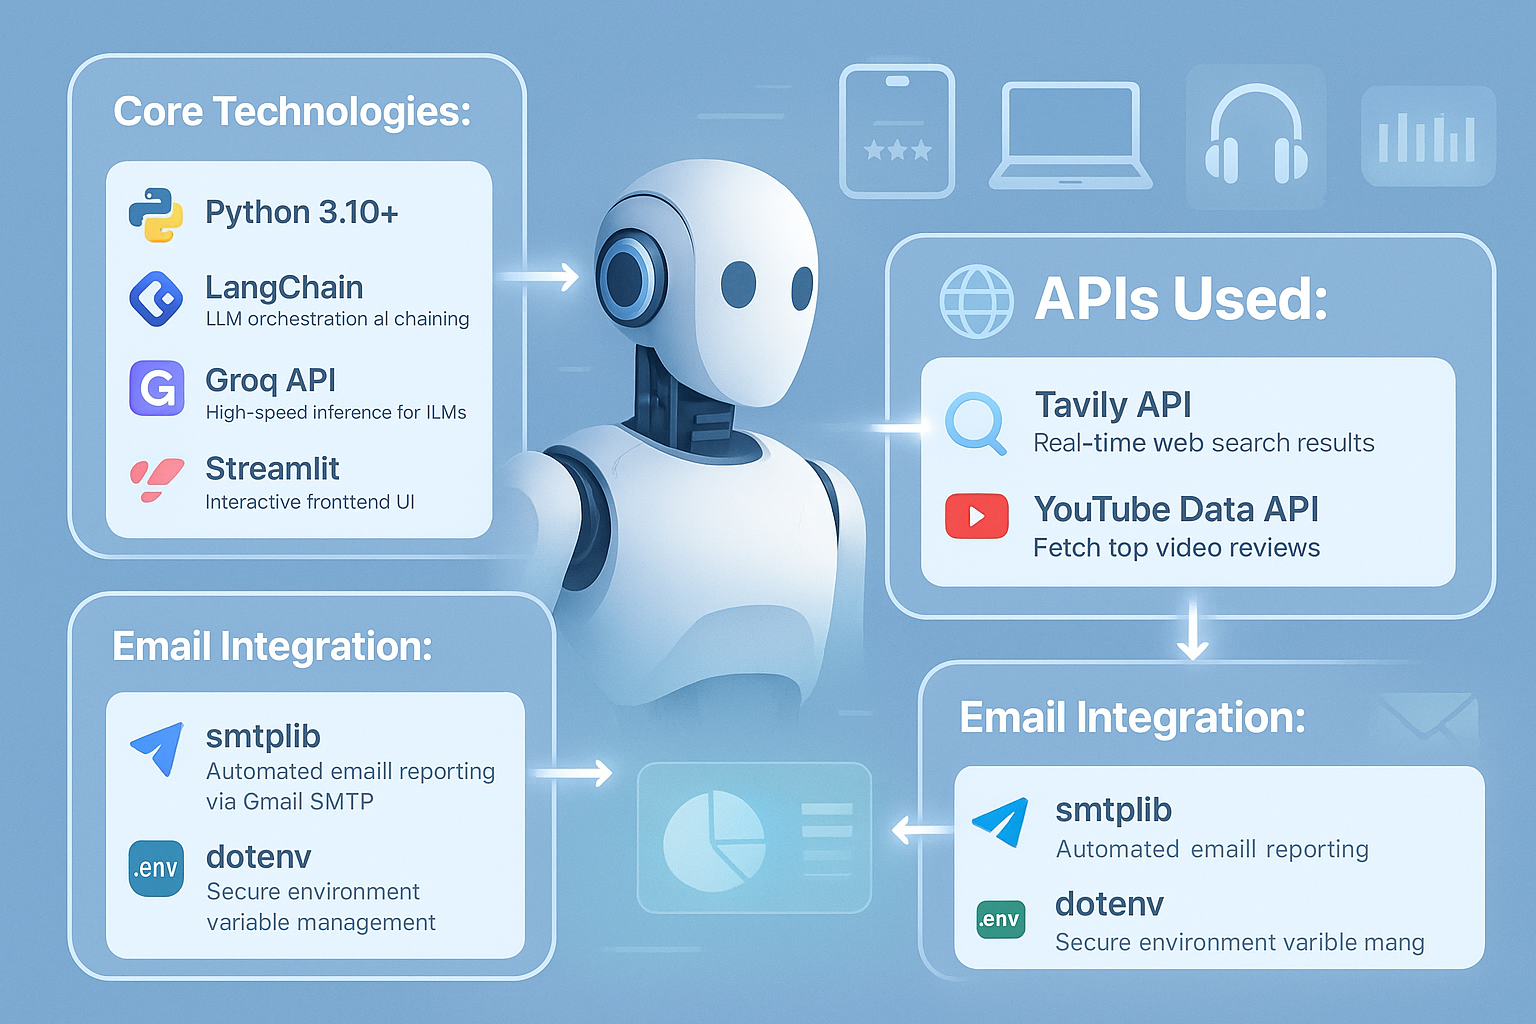 Core Technologies:
Python 3.10+
LangChain
LLM orchestration al chaining
G
Groq API
High-speed inference for ILMs
Streamlit
Interactive fronttend UI
APIs Used:
Tavily API
Real-time web search results
YouTube Data API
Fetch top video reviews
Email Integration:
smtplib
Automated emaill reporting
via Gmail SMTP
.env
dotenv
Secure environment
variable management
Email Integration:
smtplib
Automated emaill reporting
.env
dotenv
Secure environment varible mang